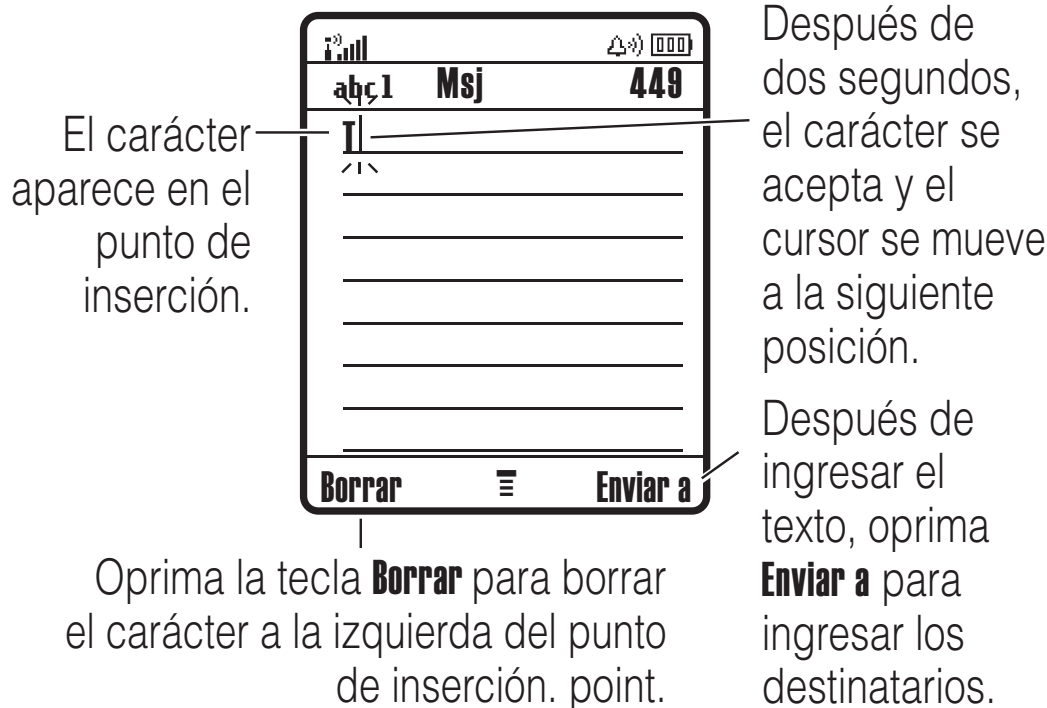 abc1 Msj 449
T
Borrar Enviar a
El carácter
aparece en el
punto de
inserción.
Después de
dos segundos,
el carácter se
acepta y el
cursor se mueve
a la siguiente
posición.
Después de
ingresar el
texto, oprima
Enviar a para
ingresar los
destinatarios.
Oprima la tecla Borrar para borrar
el carácter a la izquierda del punto
de inserción. point.